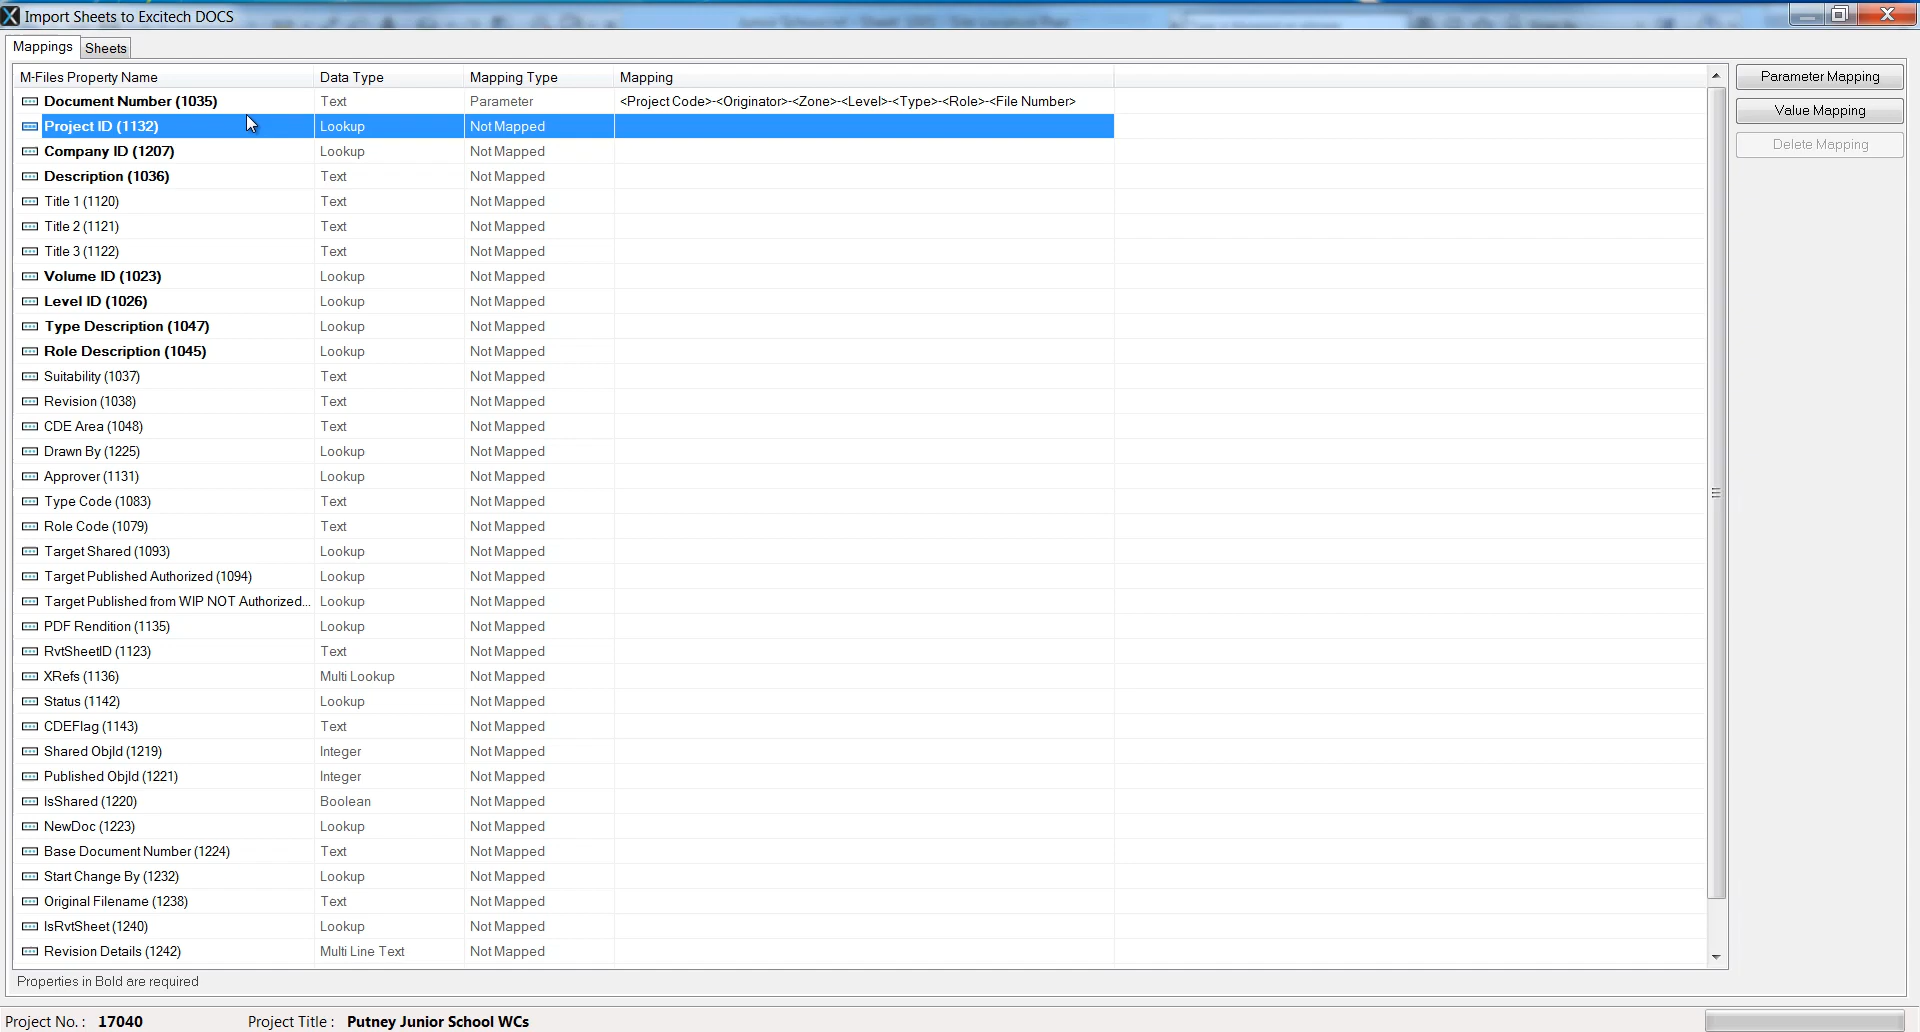 Import Sheets to Excitech DOCS
Mappings Sheets
M-Files Property Name Data Type Mapping Type Mapping
Document Number (1035) Text Parameter <Project Code>-<Originator>-<Zone>-<Level>-<Type>-<Role>-<File Number>
Project ID (1132) Lookup Not Mapped
Company ID (1207) Lookup Not Mapped
Description (1036) Text Not Mapped
Title 1 (1120) Text Not Mapped
Title 2 (1121) Text Not Mapped
Title 3 (1122) Text Not Mapped
Volume ID (1023) Lookup Not Mapped
Level ID (1026) Lookup Not Mapped
Type Description (1047) Lookup Not Mapped
Role Description (1045) Lookup Not Mapped
Suitability (1037) Text Not Mapped
Revision (1038) Text Not Mapped
CDE Area (1048) Text Not Mapped
Drawn By (1225) Lookup Not Mapped
Approver (1131) Lookup Not Mapped
Type Code (1083) Text Not Mapped
Role Code (1079) Text Not Mapped
Target Shared (1093) Lookup Not Mapped
Target Published Authorized (1094) Lookup Not Mapped
Target Published from WIP NOT Authorized... Lookup Not Mapped
PDF Rendition (1135) Lookup Not Mapped
RvtSheetID (1123) Text Not Mapped
XRefs (1136) Multi Lookup Not Mapped
Status (1142) Lookup Not Mapped
CDEFlag (1143) Text Not Mapped
Shared ObjId (1219) Integer Not Mapped
Published ObjId (1221) Integer Not Mapped
IsShared (1220) Boolean Not Mapped
NewDoc (1223) Lookup Not Mapped
Base Document Number (1224) Text Not Mapped
Start Change By (1232) Lookup Not Mapped
Original Filename (1238) Text Not Mapped
IsRvtSheet (1240) Lookup Not Mapped
Revision Details (1242) Multi Line Text Not Mapped
Parameter Mapping
Value Mapping
Delete Mapping
Properties in Bold are required
Project No. : 17040 Project Title : Putney Junior School WCs